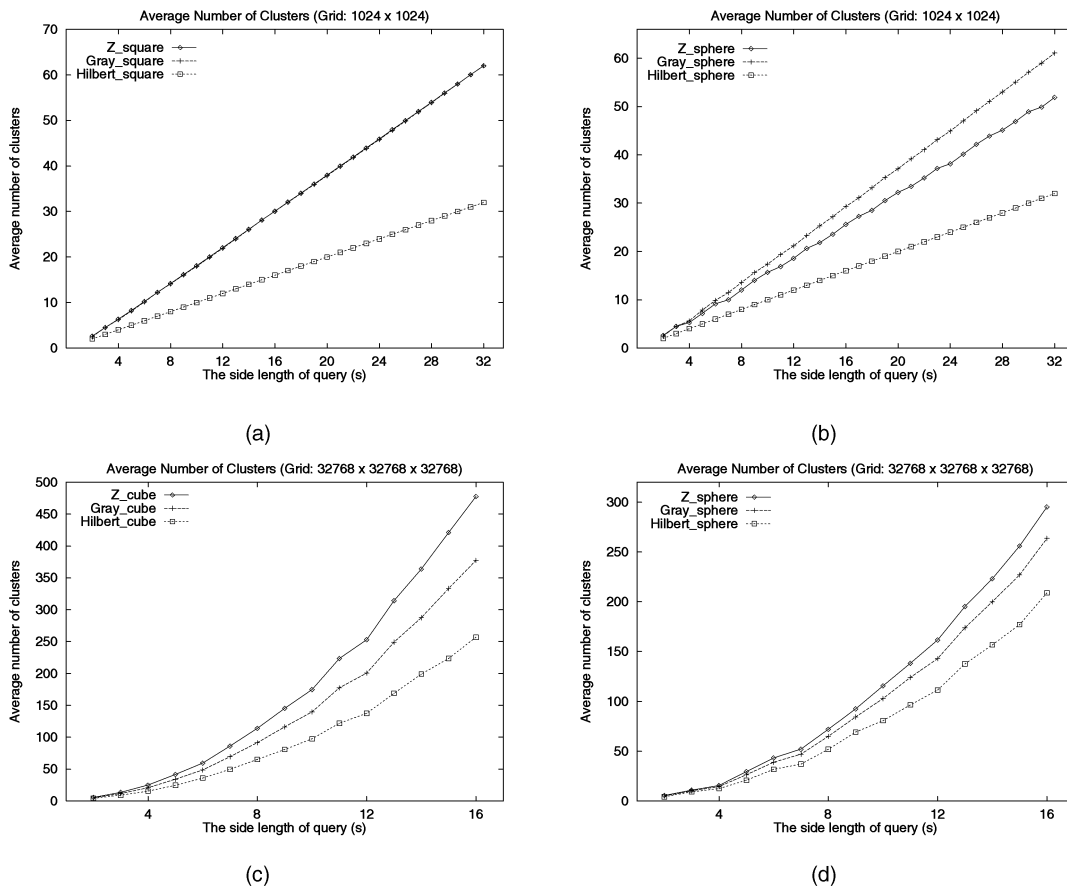 Average Number of Clusters (Grid: 1024 x 1024)
70
60
50
40
30
20
10
0
Average number of clusters
Z_square
Gray_square
Hilbert_square
4 8 12 16 20 24 28 32
The side length of query (s)
(a)
Average Number of Clusters (Grid: 1024 x 1024)
60
50
40
30
20
10
0
Average number of clusters
Z_sphere
Gray_sphere
Hilbert_sphere
4 8 12 16 20 24 28 32
The side length of query (s)
(b)
Average Number of Clusters (Grid: 32768 x 32768 x 32768)
500
450
400
350
300
250
200
150
100
50
0
Average number of clusters
Z_cube
Gray_cube
Hilbert_cube
4 8 12 16
The side length of query (s)
(c)
Average Number of Clusters (Grid: 32768 x 32768 x 32768)
300
250
200
150
100
50
0
Average number of clusters
Z_sphere
Gray_sphere
Hilbert_sphere
4 8 12 16
The side length of query (s)
(d)